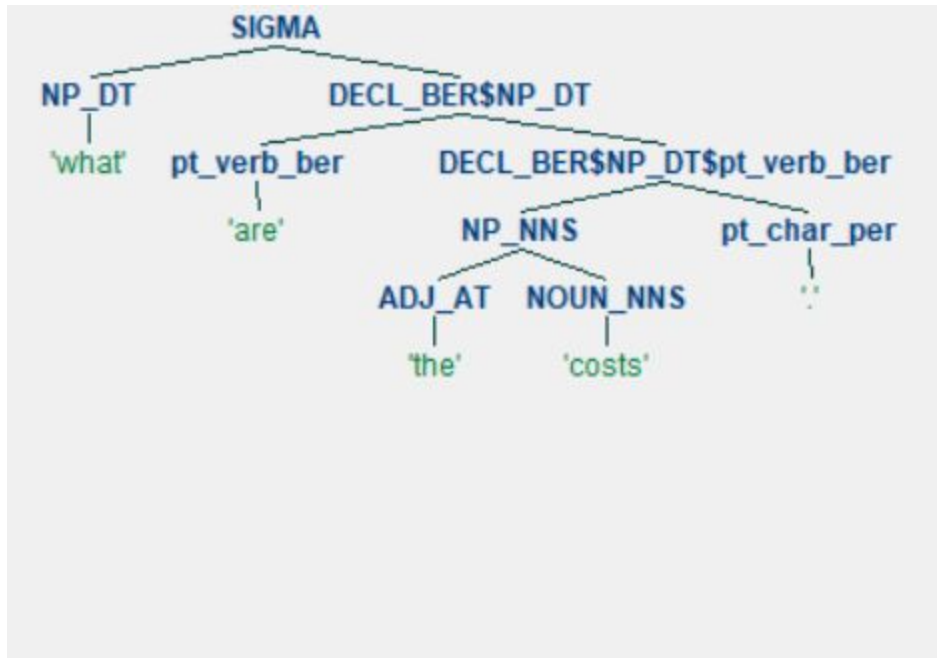 SIGMA
NP_DT DECL_BER$NP_DT
'what' pt_verb_ber DECL_BER$NP_DT$pt_verb_ber
'are' NP_NNS pt_char_per
ADJ_AT NOUN_NNS '.'
'the' 'costs'